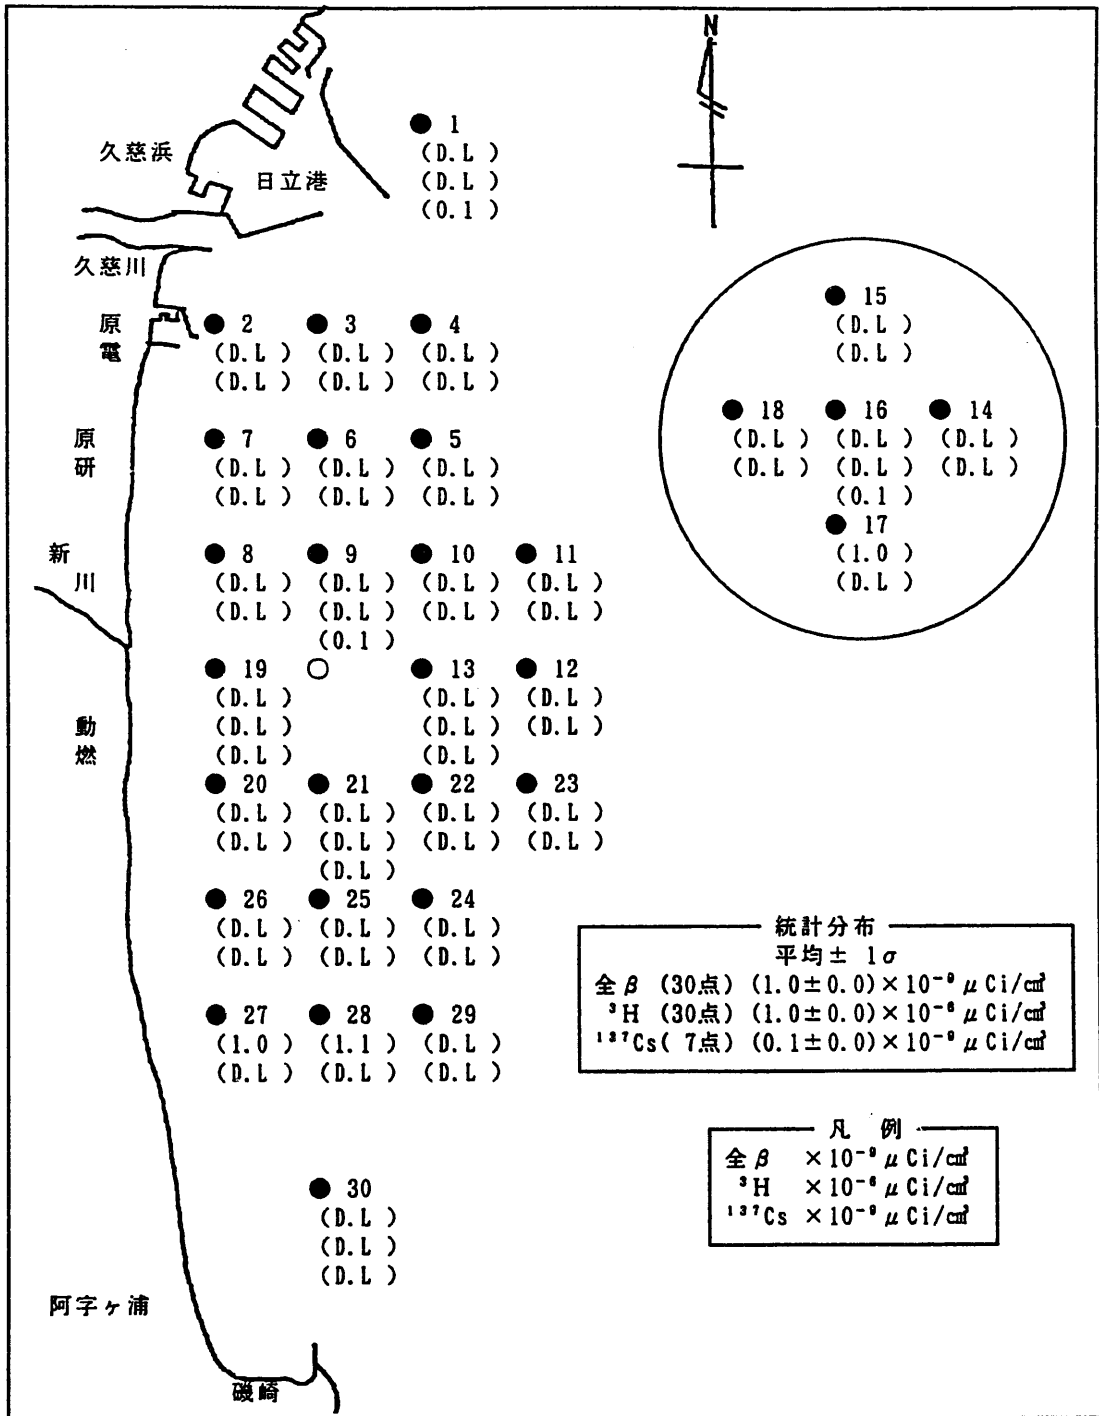 N
● 1
(D.L )
(D.L )
(0.1 )
久慈浜
日立港
久慈川
原電
● 2 ● 3 ● 4
(D.L ) (D.L ) (D.L )
(D.L ) (D.L ) (D.L )
原研
● 7 ● 6 ● 5
(D.L ) (D.L ) (D.L )
(D.L ) (D.L ) (D.L )
● 15
(D.L )
(D.L )
● 18 ● 16 ● 14
(D.L ) (D.L ) (D.L )
(D.L ) (D.L ) (D.L )
(0.1 )
● 17
(1.0 )
(D.L )
新川
● 8 ● 9 ● 10 ● 11
(D.L ) (D.L ) (D.L ) (D.L )
(D.L ) (D.L ) (D.L ) (D.L )
(0.1 )
● 19 ○ ● 13 ● 12
(D.L ) (D.L ) (D.L )
(D.L ) (D.L ) (D.L )
(D.L ) (D.L )
動燃
● 20 ● 21 ● 22 ● 23
(D.L ) (D.L ) (D.L ) (D.L )
(D.L ) (D.L ) (D.L ) (D.L )
(D.L )
● 26 ● 25 ● 24
(D.L ) (D.L ) (D.L )
(D.L ) (D.L ) (D.L )
● 27 ● 28 ● 29
(1.0 ) (1.1 ) (D.L )
(D.L ) (D.L ) (D.L )
統計分布
平均± 1σ
全β (30点) (1.0±0.0)×10⁻⁹ μCi/cm³
³H (30点) (1.0±0.0)×10⁻⁶ μCi/cm³
¹³⁷Cs( 7点) (0.1±0.0)×10⁻⁹ μCi/cm³
凡 例
全β ×10⁻⁹ μCi/cm³
³H ×10⁻⁶ μCi/cm³
¹³⁷Cs ×10⁻⁹ μCi/cm³
● 30
(D.L )
(D.L )
(D.L )
阿字ヶ浦
磯崎